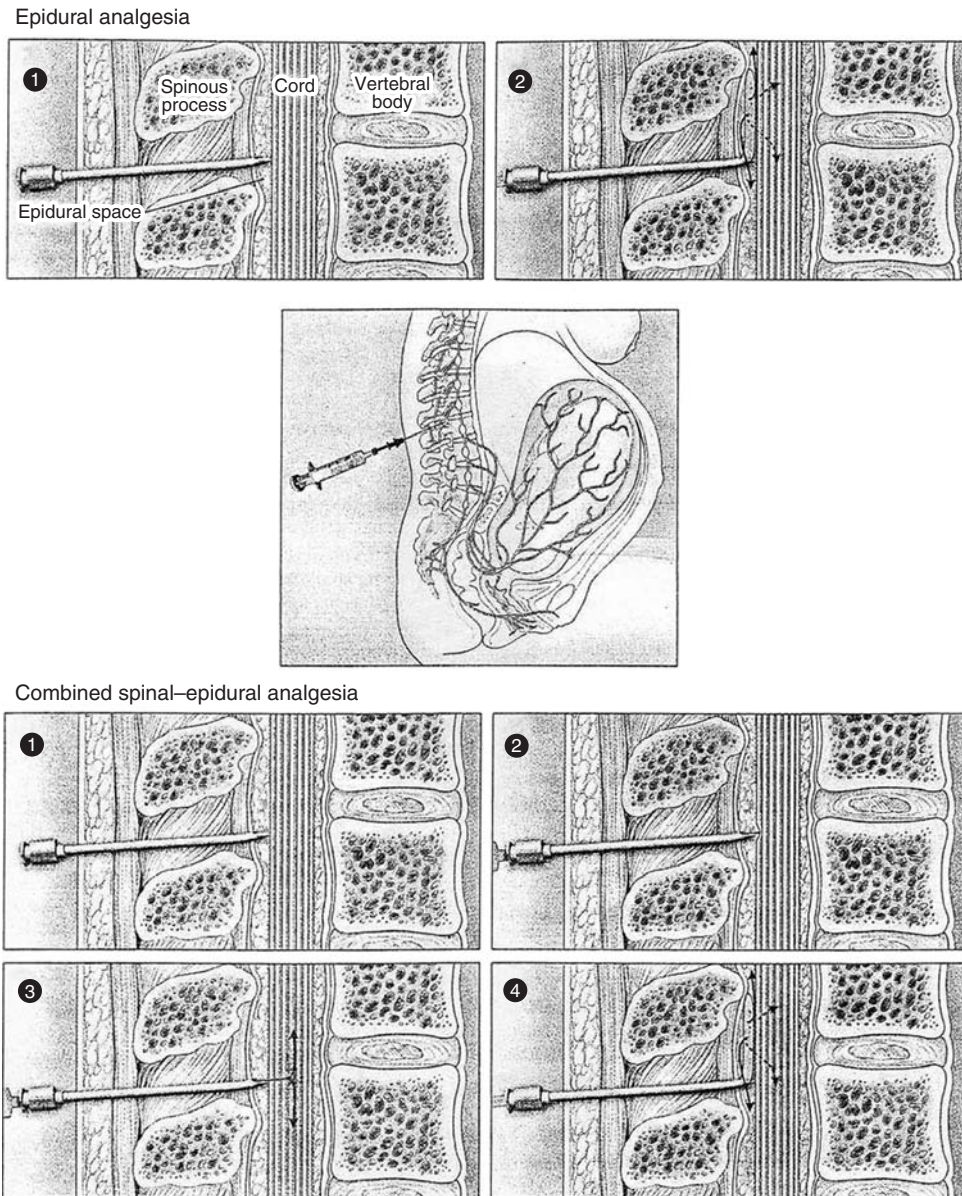 Epidural analgesia
1
Spinous
process
Cord
Vertebral
body
Epidural space
2
Combined spinal–epidural analgesia
1
2
3
4